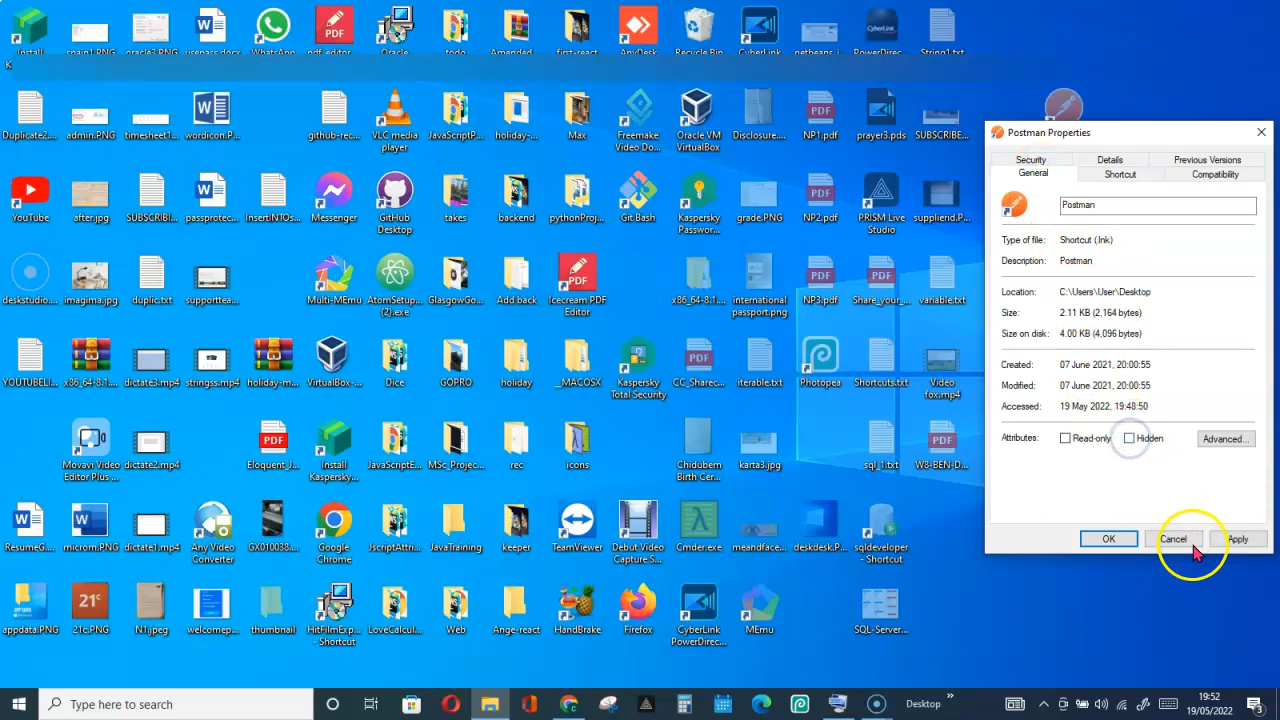 Install
spain1.PNG
oracle3.PNG
usepass.docx
WhatsApp
pdf_editor
Oracle
todo
Amended
first-react
AnyDesk
Recycle Bin
CyberLink
PowerDirec...
String1.txt
K
Duplicate2....
admin.PNG
timesheet1...
wordicon.P...
github-rec...
VLC media
player
JavaScriptP...
holiday-...
Max
Freemake
Video Do...
Oracle VM
VirtualBox
Disclosure....
NP1.pdf
prayer3.pds
SUBSCRIBE...
YouTube
after.jpg
SUBSCRIBI...
passprotec...
InsertINTOs...
Messenger
GitHub
Desktop
takes
backend
pythonProj...
Git Bash
Kaspersky
Passwor...
grade.PNG
NP2.pdf
PRISM Live
Studio
supplierid.P...
deskstudio....
imagima.jpg
duplic.txt
supporttea...
Multi-MEmu
AtomSetup...
(2).exe
GlasgowGo...
Add back
Icecream PDF
Editor
x86_64-8.1....
international
passport.png
NP3.pdf
Share_your_...
variable.txt
YOUTUBELI...
x86_64-8.1....
dictate3.mp4
stringss.mp4
holiday-m...
VirtualBox-...
Dice
GOPRO
holiday
__MACOSX
Kaspersky
Total Security
CC_Sharec...
iterable.txt
Photopea
Shortcuts.txt
Video
fox.mp4
Movavi Video
Editor Plus ...
dictate2.mp4
Eloquent_J...
Install
Kaspersky...
JavaScriptE...
MSc_Projec...
rec
icons
Chidubem
Birth Cer...
karta3.jpg
sql_1.txt
W8-BEN-D...
ResumeG....
microm.PNG
dictate1.mp4
Any Video
Converter
GX010038....
Google
Chrome
JscriptAttri...
JavaTraining
keeper
TeamViewer
Debut Video
Capture S...
Cmder.exe
meandface...
deskdesk.P...
sqldeveloper
- Shortcut
appdata.PNG
21c.PNG
N1.jpeg
welcomep...
thumbnail
HitFilmExp...
- Shortcut
LoveCalcul...
Web
Ange-react
HandBrake
Firefox
CyberLink
PowerDirec...
MEmu
SQL-Server...
Postman Properties
Security
Details
Previous Versions
General
Shortcut
Compatibility
Postman
Type of file: Shortcut (.lnk)
Description: Postman
Location: C:\Users\User\Desktop
Size: 2.11 KB (2,164 bytes)
Size on disk: 4.00 KB (4,096 bytes)
Created: 07 June 2021, 20:00:55
Modified: 07 June 2021, 20:00:55
Accessed: 19 May 2022, 19:48:50
Attributes: Read-only Hidden Advanced...
OK Cancel Apply
Type here to search
Desktop
19:52
19/05/2022